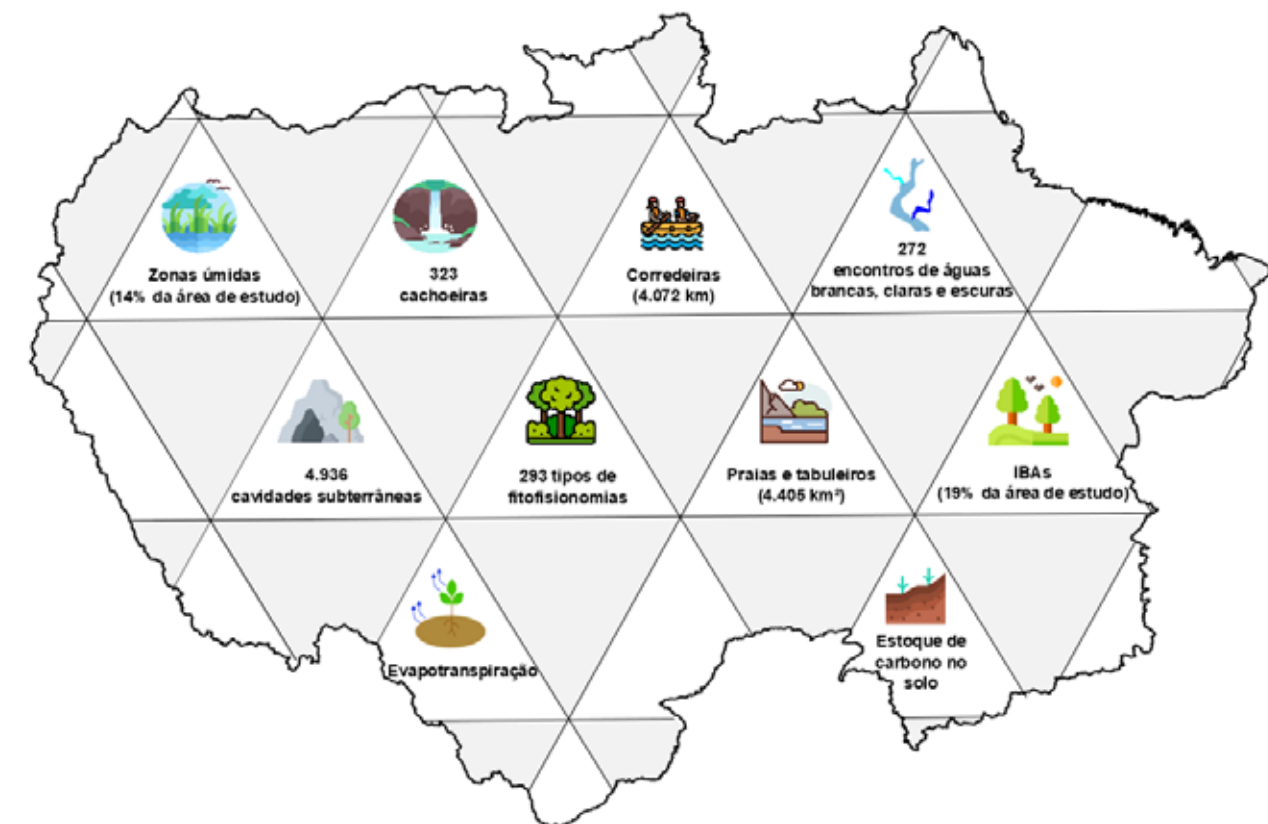 Zonas úmidas
(14% da área de estudo)
323
cachoeiras
Corredeiras
(4.072 km)
272
encontros de águas
brancas, claras e escuras
4.936
cavidades subterrâneas
293 tipos de
fitofisionomias
Praias e tabuleiros
(4.405 km²)
IBAs
(19% da área de estudo)
Evapotranspiração
Estoque de
carbono no
solo